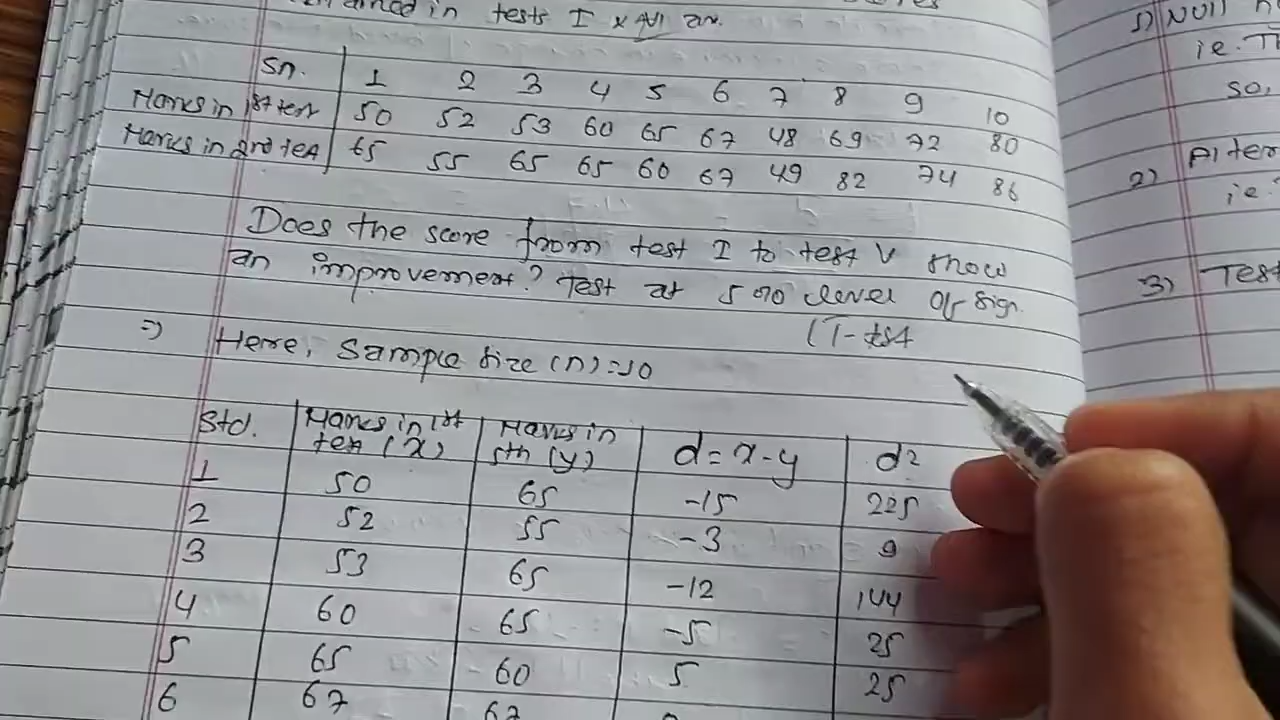 in tests I
Sn. 1 2 3 4 5 6 7 8 9 10
Marks in 1st test 50 52 53 60 65 67 48 69 72 80
Marks in test 65 55 65 65 60 67 49 82 74 86
Does the score from test I to test V show
an improvement? Test at 5% level of sign.
(T-test
=) Here, Sample size (n)=10
Std. Marks in 1st test (x) Marks in 5th (y) d=x-y d²
1 50 65 -15 225
2 52 55 -3 9
3 53 65 -12 144
4 60 65 -5 25
5 65 60 5 25
6 67 67
1) Null
i.e.
so,
2) Alter
i.e.
3) Test